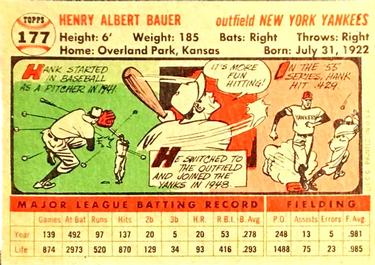 TOPPS
177
HENRY ALBERT BAUER outfield NEW YORK YANKEES
Height: 6' Weight: 185 Bats: Right Throws: Right
Home: Overland Park, Kansas Born: July 31, 1922
HANK STARTED
IN BASEBALL
AS A PITCHER IN 1941
IT'S MORE
FUN
HITTING!
HE SWITCHED TO
THE OUTFIELD
AND JOINED THE
YANKS IN 1948
IN THE '55
SERIES, HANK
HIT .429
MAJOR LEAGUE BATTING RECORD FIELDING
Games At Bat Runs Hits 2b 3b H.R. R.B.I. B. Avg P.O. Assists Errors F. Avg.
Year 139 492 97 137 20 5 20 53 .278 248 13 5 .981
Life 874 2973 520 857 134 29 93 416 .293 1488 75 23 .985